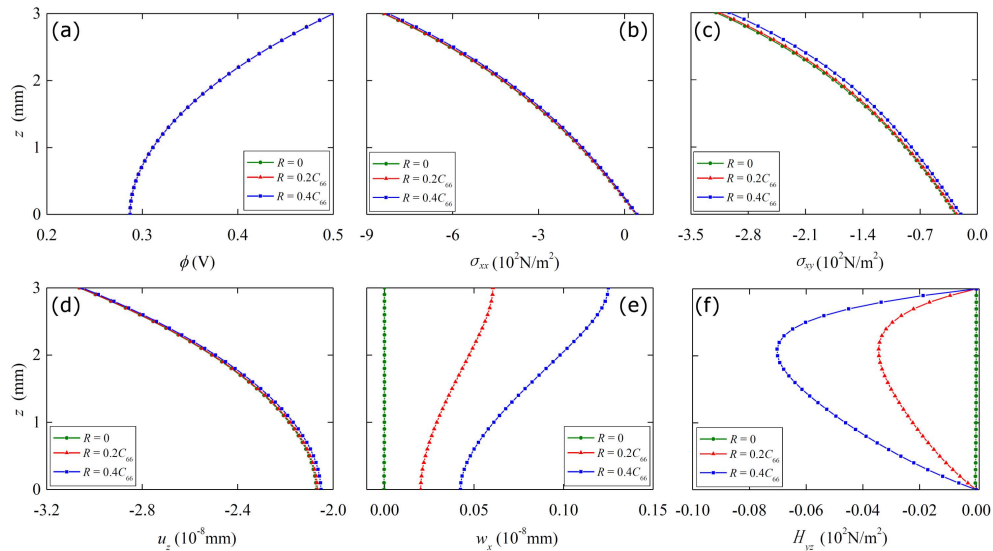 (a)
3
2
1
0
z (mm)
R = 0
R = 0.2C₆₆
R = 0.4C₆₆
0.2 0.3 0.4 0.5
ϕ (V)
(b)
R = 0
R = 0.2C₆₆
R = 0.4C₆₆
-9 -6 -3 0
σₓₓ (10²N/m²)
(c)
R = 0
R = 0.2C₆₆
R = 0.4C₆₆
-3.5 -2.8 -2.1 -1.4 -0.7 0.0
σ_xy (10²N/m²)
(d)
3
2
1
0
z (mm)
R = 0
R = 0.2C₆₆
R = 0.4C₆₆
-3.2 -2.8 -2.4 -2.0
u_z (10⁻⁸mm)
(e)
R = 0
R = 0.2C₆₆
R = 0.4C₆₆
0.00 0.05 0.10 0.15
wₓ (10⁻⁸mm)
(f)
R = 0
R = 0.2C₆₆
R = 0.4C₆₆
-0.10 -0.08 -0.06 -0.04 -0.02 0.00
H_yz (10²N/m²)